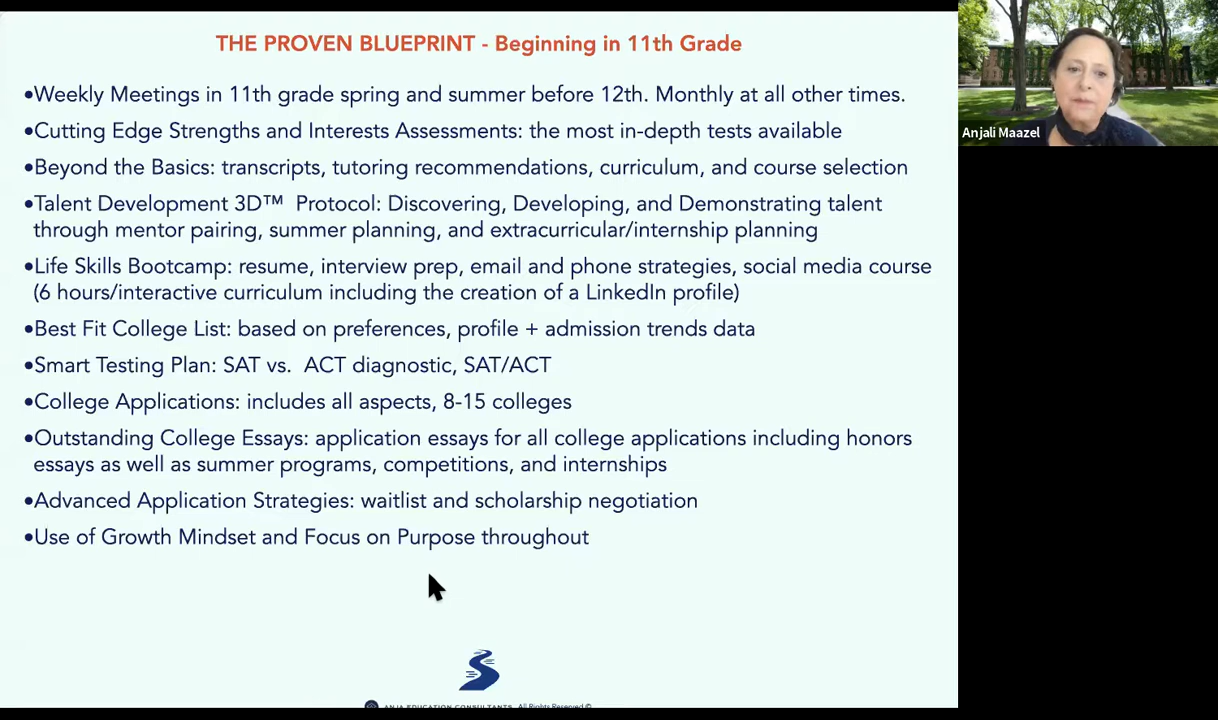 THE PROVEN BLUEPRINT - Beginning in 11th Grade
•Weekly Meetings in 11th grade spring and summer before 12th. Monthly at all other times.
•Cutting Edge Strengths and Interests Assessments: the most in-depth tests available
•Beyond the Basics: transcripts, tutoring recommendations, curriculum, and course selection
•Talent Development 3D™ Protocol: Discovering, Developing, and Demonstrating talent
through mentor pairing, summer planning, and extracurricular/internship planning
•Life Skills Bootcamp: resume, interview prep, email and phone strategies, social media course
(6 hours/interactive curriculum including the creation of a LinkedIn profile)
•Best Fit College List: based on preferences, profile + admission trends data
•Smart Testing Plan: SAT vs. ACT diagnostic, SAT/ACT
•College Applications: includes all aspects, 8-15 colleges
•Outstanding College Essays: application essays for all college applications including honors
essays as well as summer programs, competitions, and internships
•Advanced Application Strategies: waitlist and scholarship negotiation
•Use of Growth Mindset and Focus on Purpose throughout
ANJA EDUCATION CONSULTANTS All Rights Reserved ©
Anjali Maazel